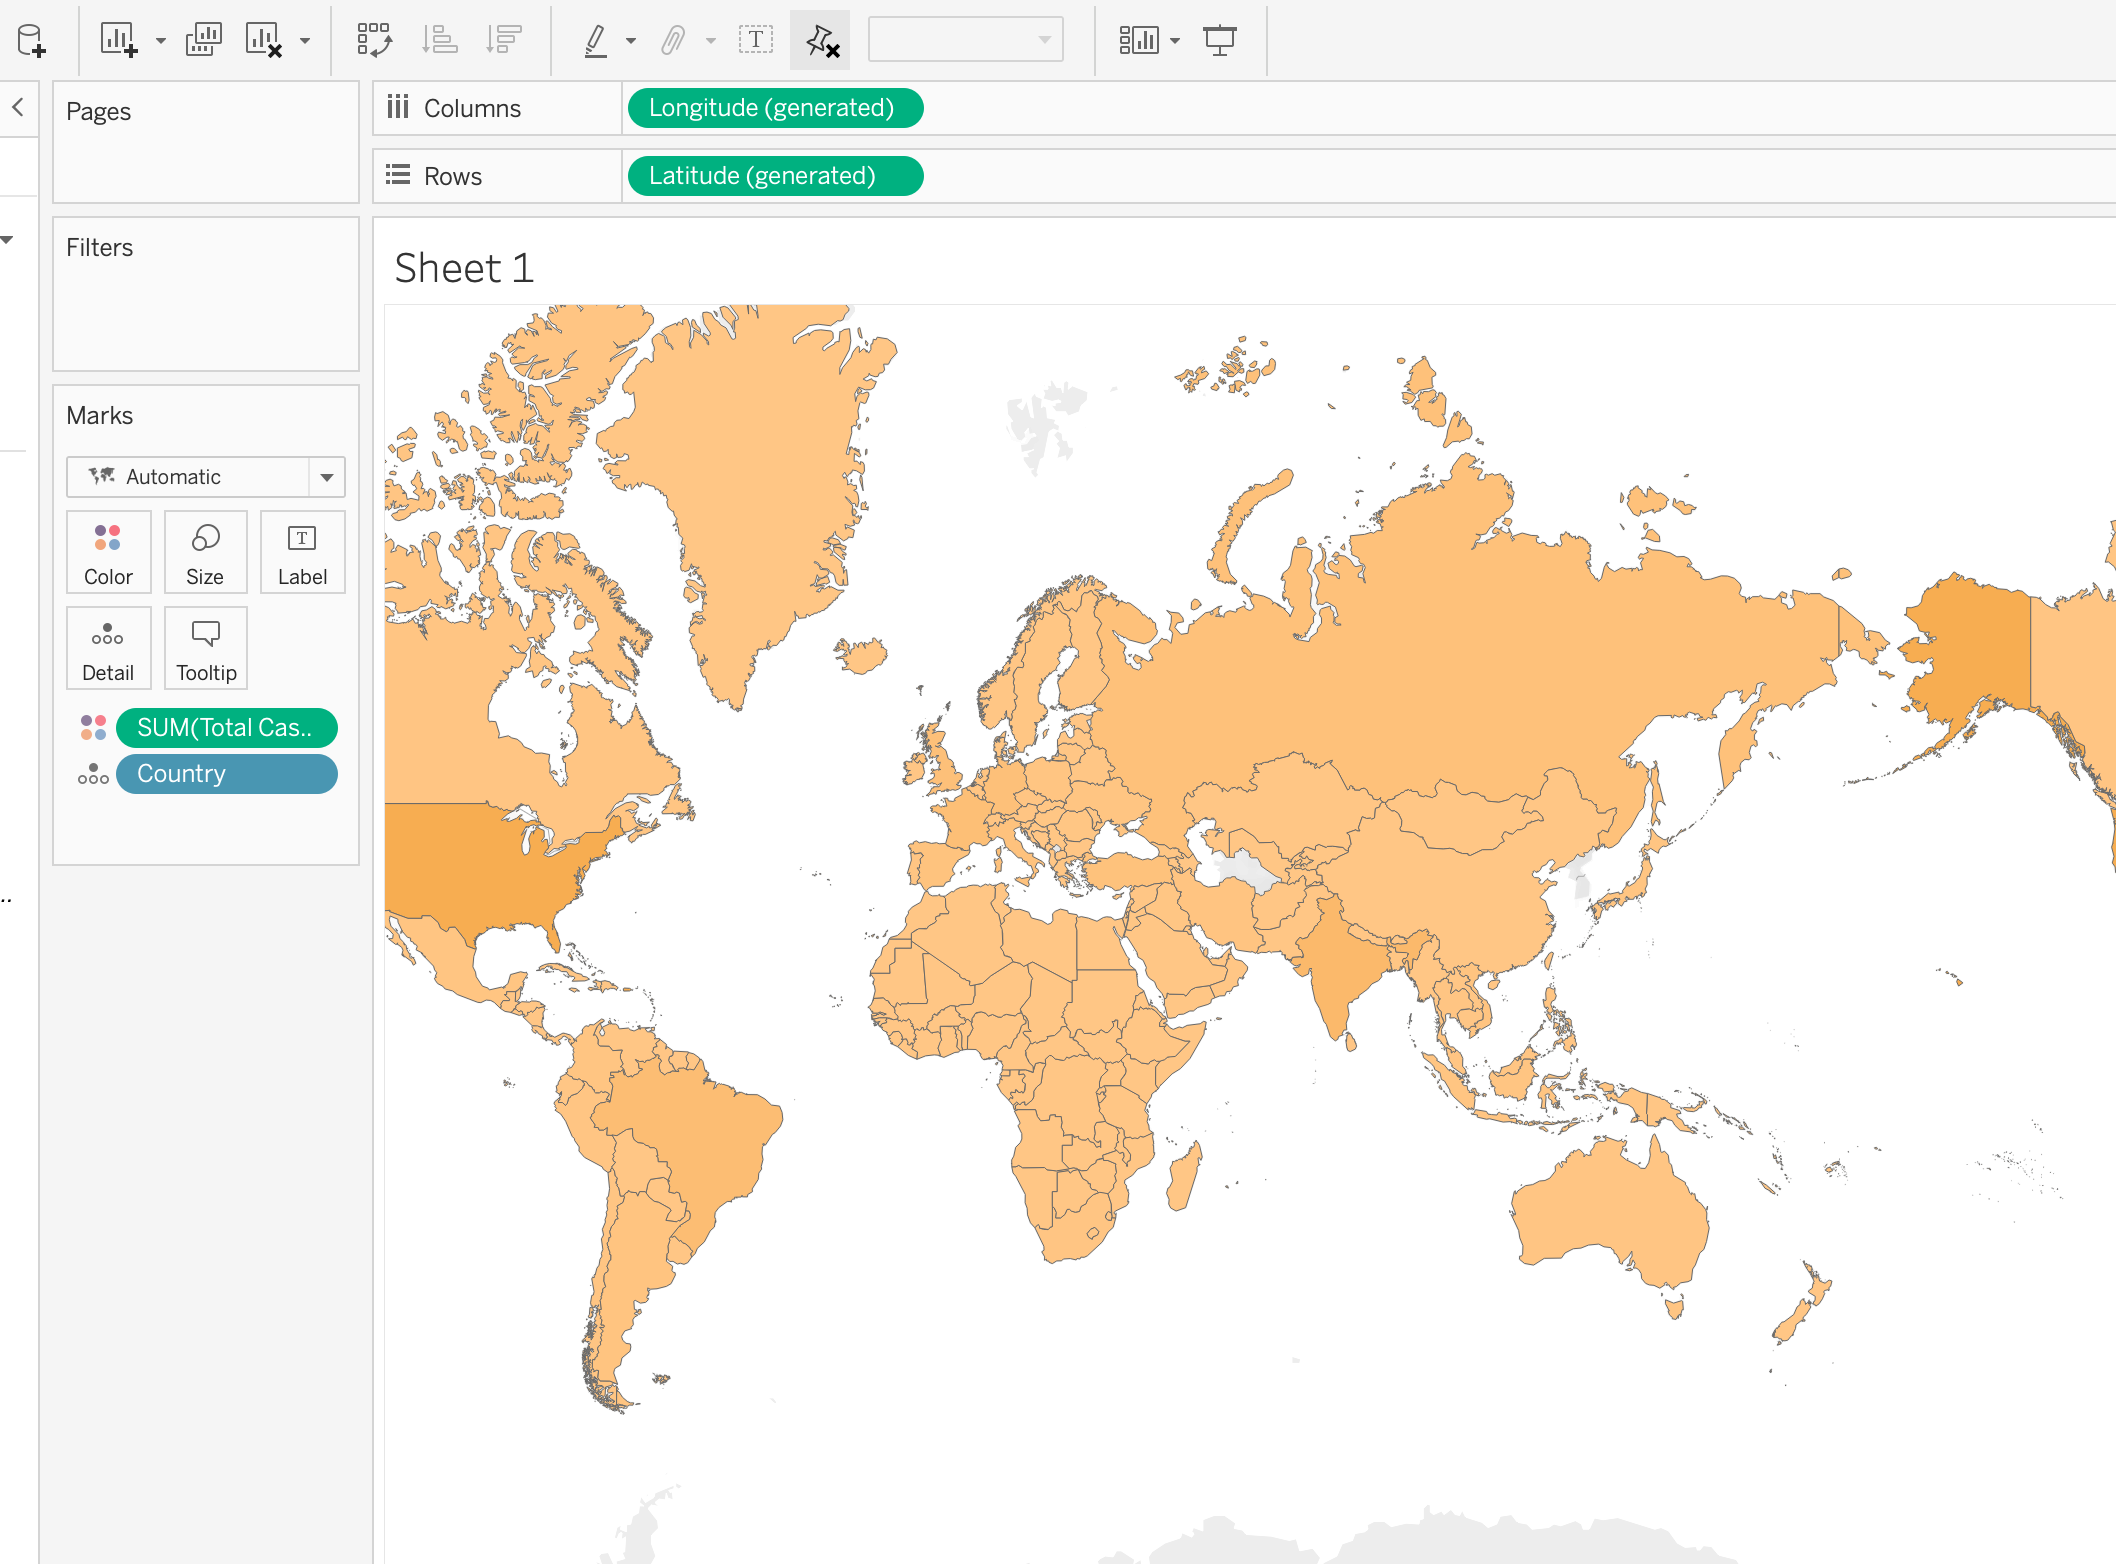 T
Pages
Columns
Longitude (generated)
Rows
Latitude (generated)
Filters
Sheet 1
Marks
Automatic
Color
Size
T
Label
Detail
Tooltip
SUM(Total Cas..
Country
..